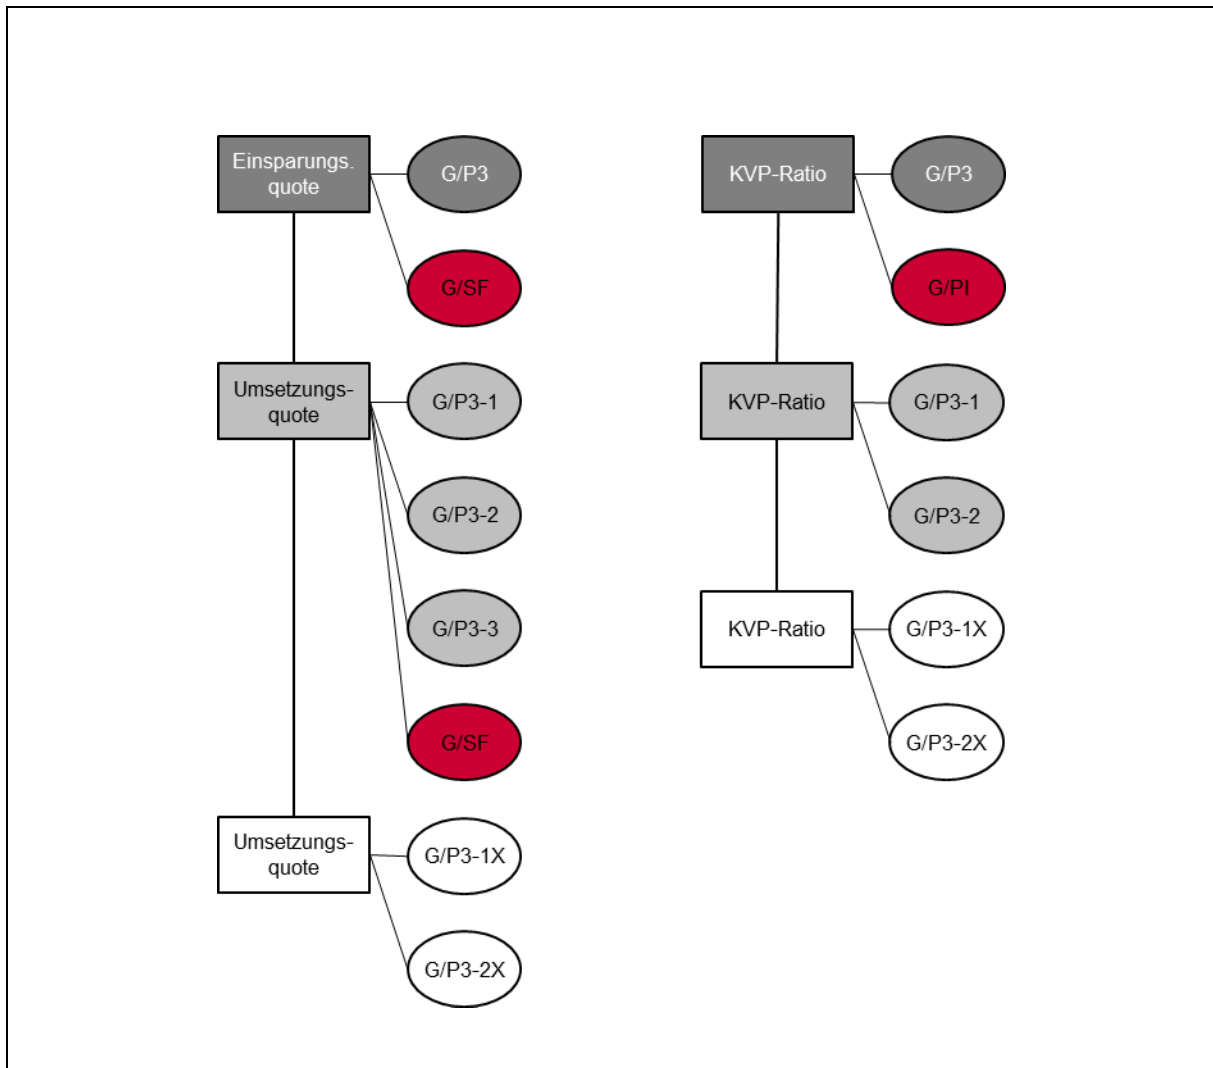 Einsparungs.
quote
G/P3
G/SF
Umsetzungs-
quote
G/P3-1
G/P3-2
G/P3-3
G/SF
Umsetzungs-
quote
G/P3-1X
G/P3-2X
KVP-Ratio
G/P3
G/PI
KVP-Ratio
G/P3-1
G/P3-2
KVP-Ratio
G/P3-1X
G/P3-2X